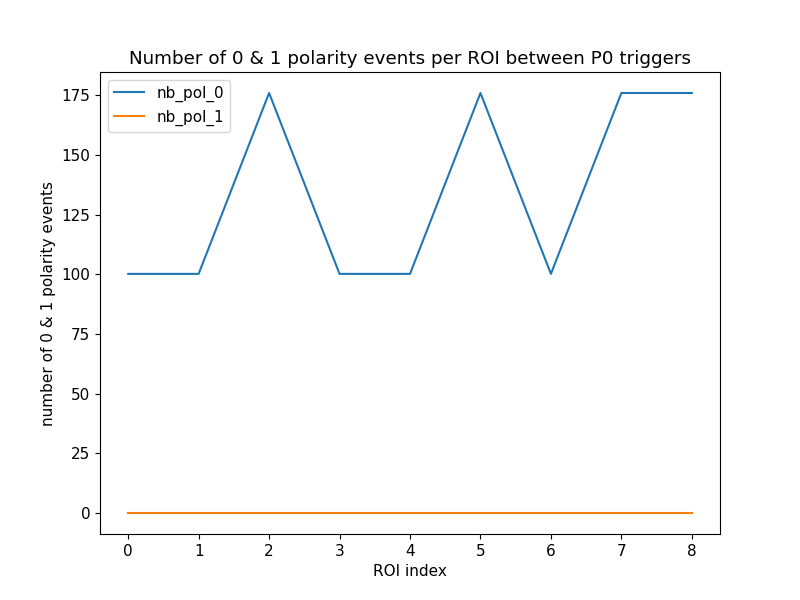 Number of 0 & 1 polarity events per ROI between P0 triggers
nb_pol_0
nb_pol_1
175
150
125
100
75
50
25
0
number of 0 & 1 polarity events
0 1 2 3 4 5 6 7 8
ROI index